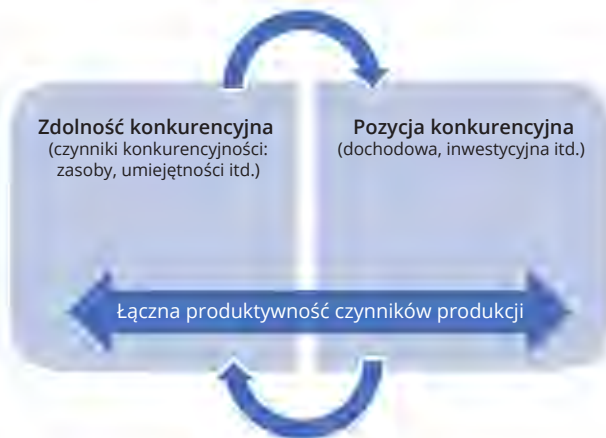 Zdolność konkurencyjna
(czynniki konkurencyjności:
zasoby, umiejętności itd.)
Pozycja konkurencyjna
(dochodowa, inwestycyjna itd.)
Łączna produktywność czynników produkcji